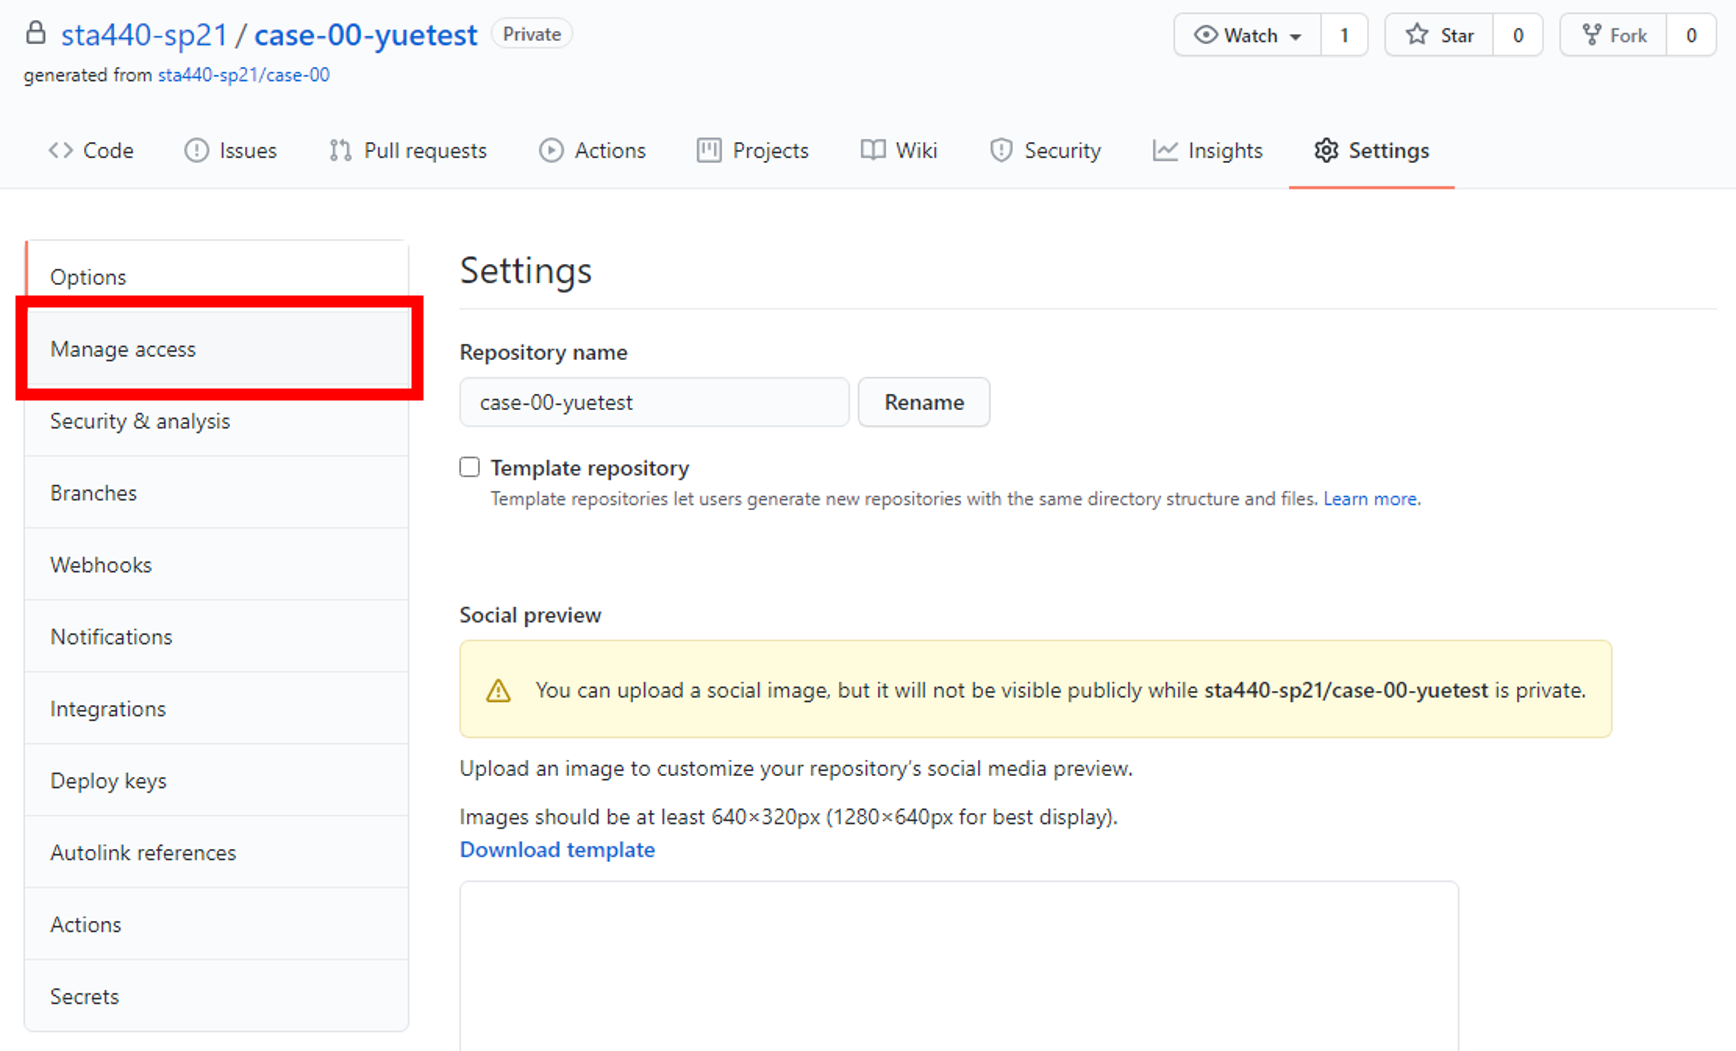 sta440-sp21 / case-00-yuetest Private
Watch 1 Star 0 Fork 0
generated from sta440-sp21/case-00
Code Issues Pull requests Actions Projects Wiki Security Insights Settings
Options
Manage access
Security & analysis
Branches
Webhooks
Notifications
Integrations
Deploy keys
Autolink references
Actions
Secrets
Settings
Repository name
case-00-yuetest Rename
Template repository
Template repositories let users generate new repositories with the same directory structure and files. Learn more.
Social preview
You can upload a social image, but it will not be visible publicly while sta440-sp21/case-00-yuetest is private.
Upload an image to customize your repository's social media preview.
Images should be at least 640×320px (1280×640px for best display).
Download template